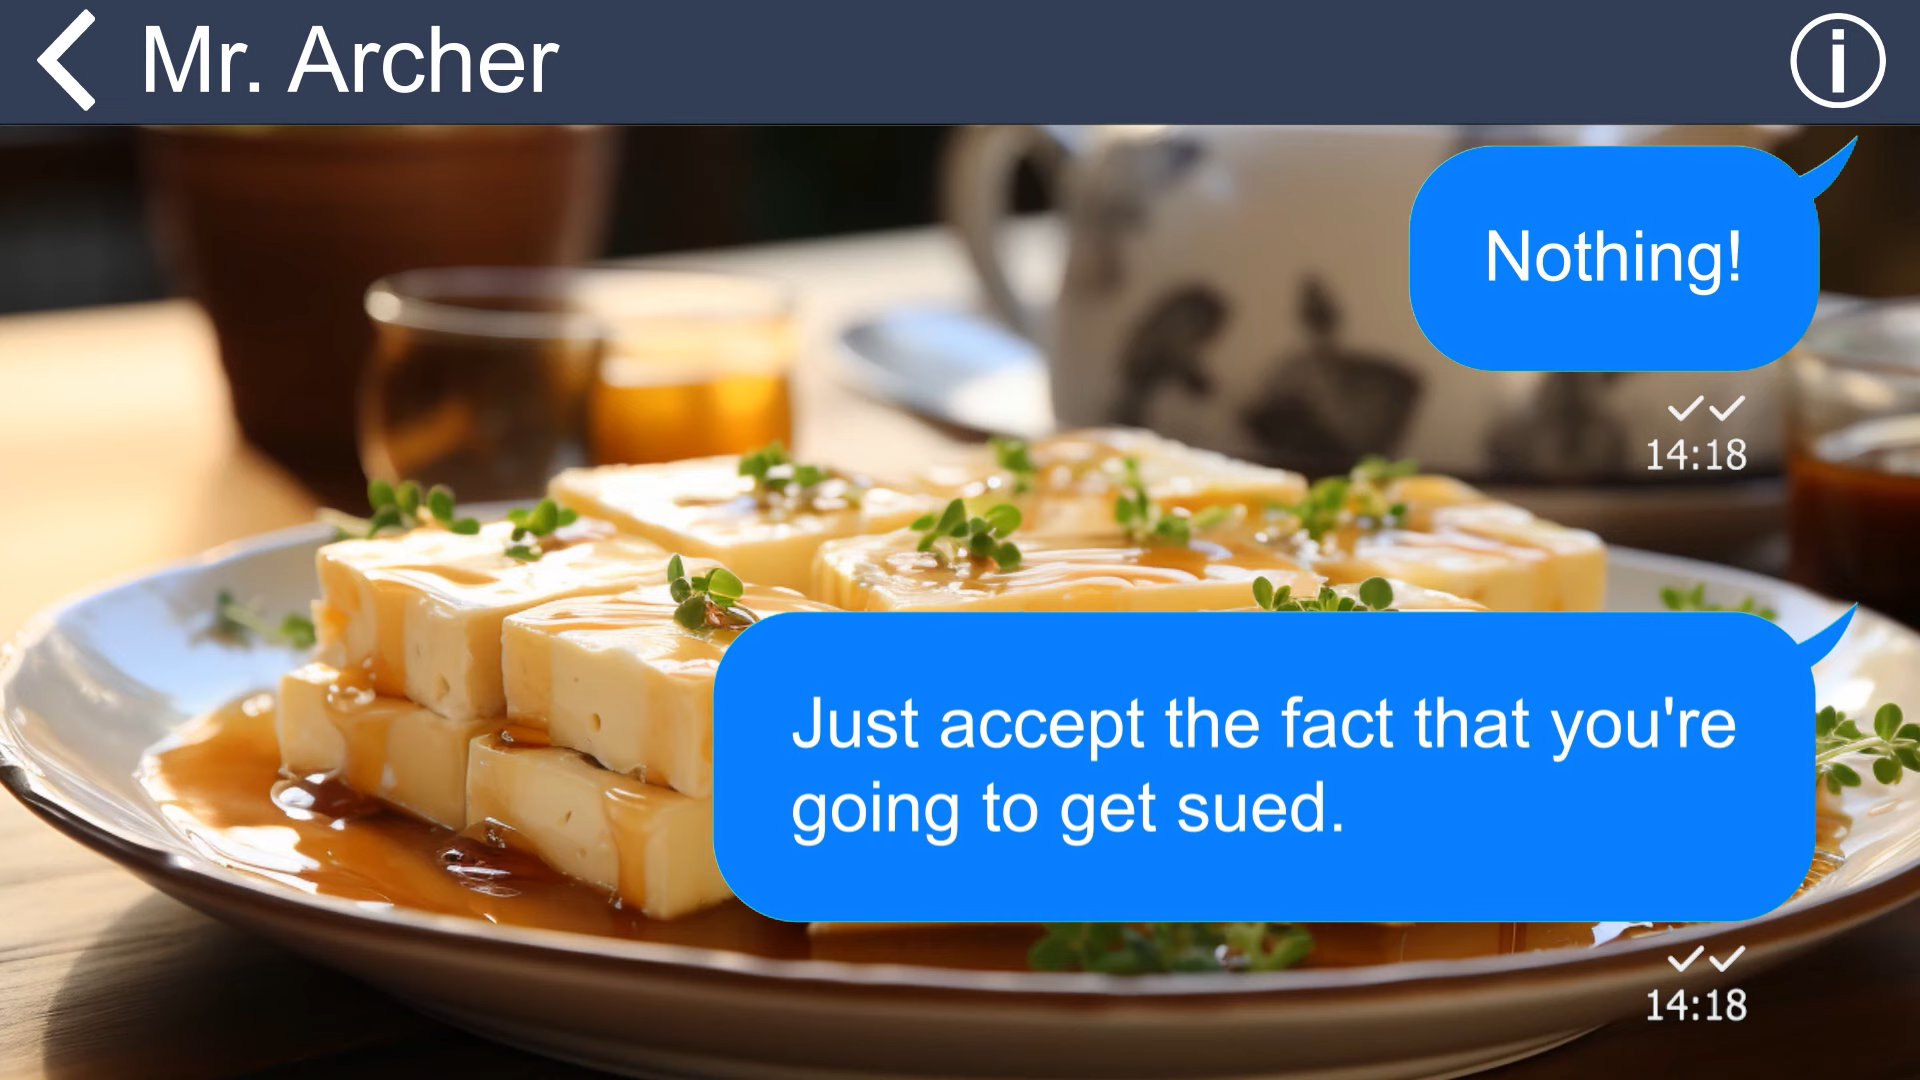 Mr. Archer
Nothing!
14:18
Just accept the fact that you're
going to get sued.
14:18